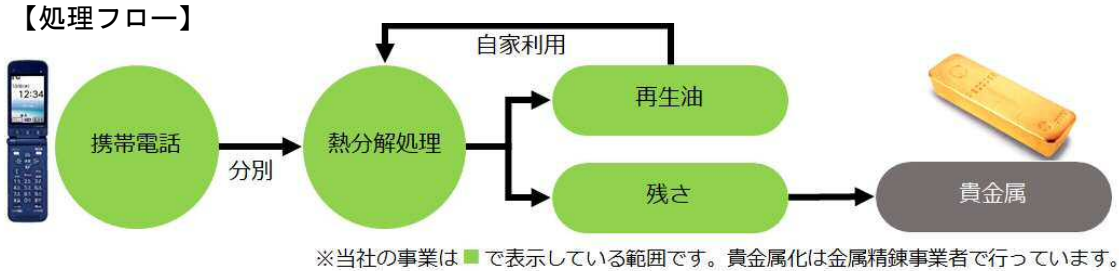 【処理フロー】
自家利用
携帯電話
分別
熱分解処理
再生油
残さ
貴金属
12:34
※当社の事業は■で表示している範囲です。貴金属化は金属精錬事業者で行っています。